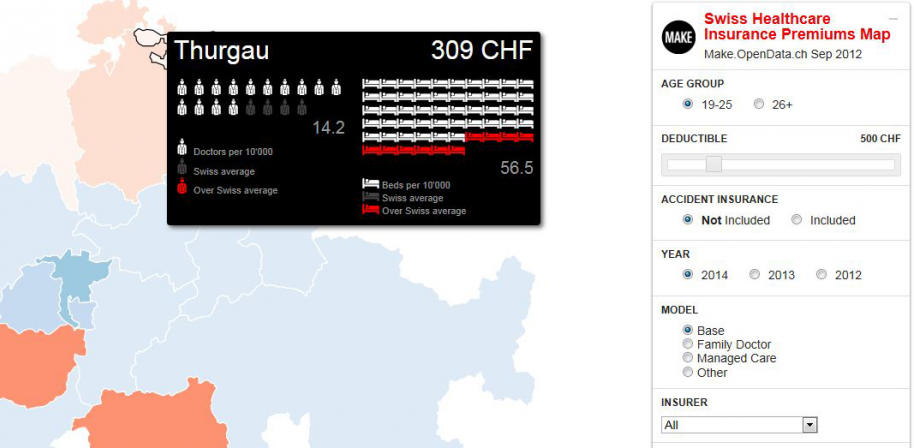 Thurgau 309 CHF
14.2
Doctors per 10'000
Swiss average
Over Swiss average
56.5
Beds per 10'000
Swiss average
Over Swiss average
MAKE
Swiss Healthcare
Insurance Premiums Map
Make.OpenData.ch Sep 2012
AGE GROUP
19-25 26+
DEDUCTIBLE 500 CHF
ACCIDENT INSURANCE
Not Included Included
YEAR
2014 2013 2012
MODEL
Base
Family Doctor
Managed Care
Other
INSURER
All